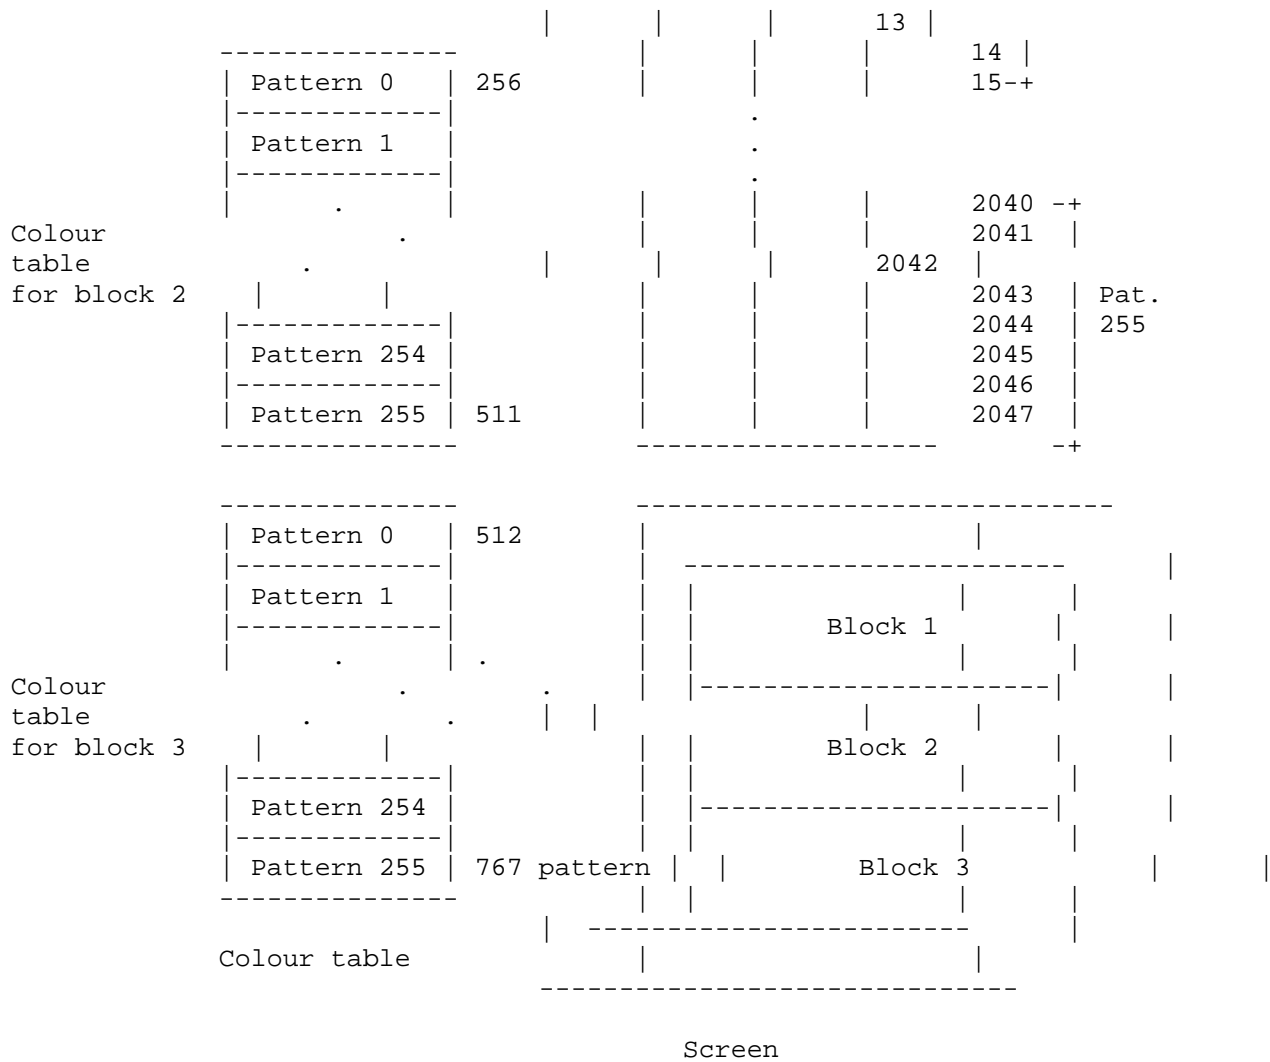 |      |      |      13 |
---------------           |      |      |      14 |
| Pattern 0   | 256       |      |      |      15-+
|-------------|                  .
| Pattern 1   |                  .
|-------------|                  .
|      .      |           |      |      |      2040 -+
Colour            .              |      |      |      2041  |
table       .              |      |      |      2042  |
for block 2    |       |               |      |      |      2043  | Pat.
|-------------|           |      |      |      2044  | 255
| Pattern 254 |           |      |      |      2045  |
|-------------|           |      |      |      2046  |
| Pattern 255 | 511       |      |      |      2047  |
---------------           -------------------       -+
---------------           ------------------------------
| Pattern 0   | 512       |                    |
|-------------|           |  ------------------------      |
| Pattern 1   |           |  |                |      |
|-------------|           |  |        Block 1       |      |
|      .      | .         |  |                |      |
Colour            .        .     |  |----------------------|      |
table       .        .     |  |                |      |
for block 3    |       |               |  |        Block 2       |      |
|-------------|           |  |                |      |
| Pattern 254 |           |  |----------------------|      |
|-------------|           |  |                |      |
| Pattern 255 | 767 pattern |  |        Block 3           |      |
---------------           |  |                |      |
|  ------------------------      |
Colour table              |                    |
------------------------------
Screen